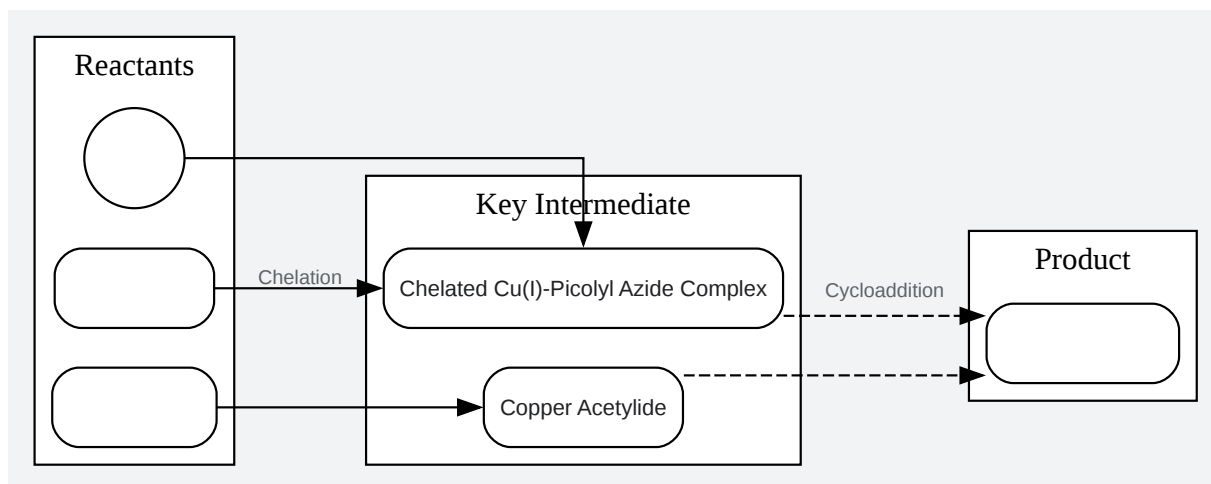 Reactants
Key Intermediate
Product
Chelation
Chelated Cu(I)-Picolyl Azide Complex
Cycloaddition
Copper Acetylide